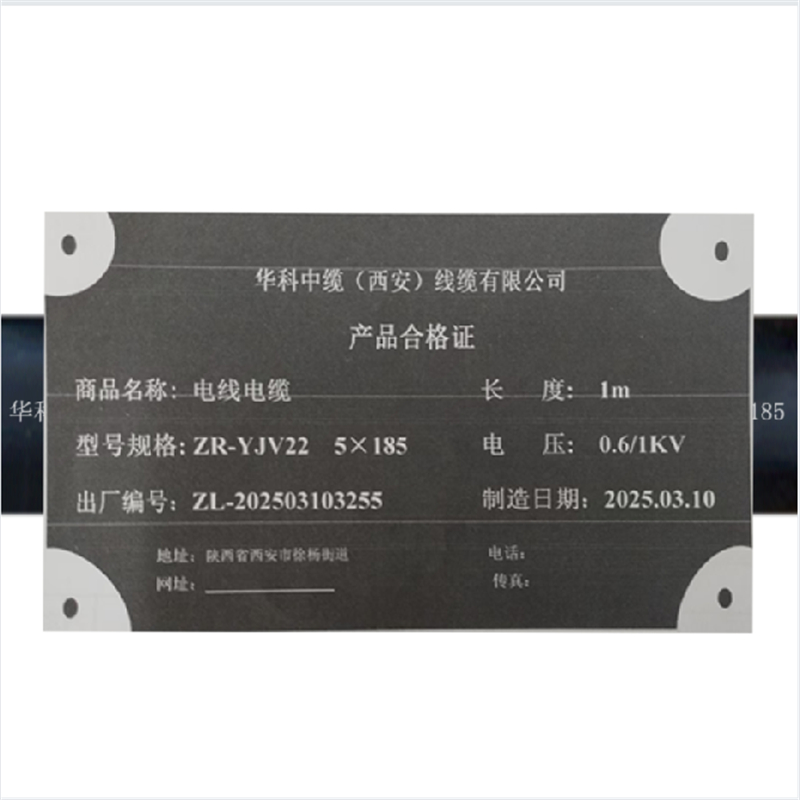 华科中缆（西安）线缆有限公司
产品合格证
商品名称：电线电缆 长 度：1m
华科 185
型号规格：ZR-YJV22 5×185 电 压：0.6/1KV
出厂编号：ZL-202503103255 制造日期：2025.03.10
地址：陕西省西安市徐杨街道 电话：
网址： 传真：